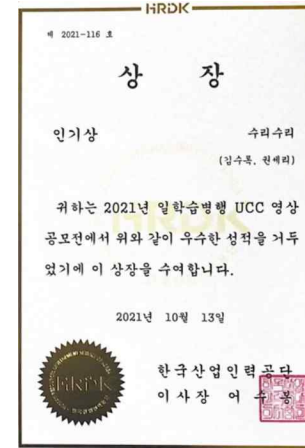 HRDK
제 2021-116 호
상 장
인기상 수리수리
(김수록, 권세리)
귀하는 2021년 일학습병행 UCC 영상
공모전에서 위와 같이 우수한 성적을 거두
었기에 이 상장을 수여합니다.
2021년 10월 13일
HRDK
한국산업인력공단
이사장 어수봉